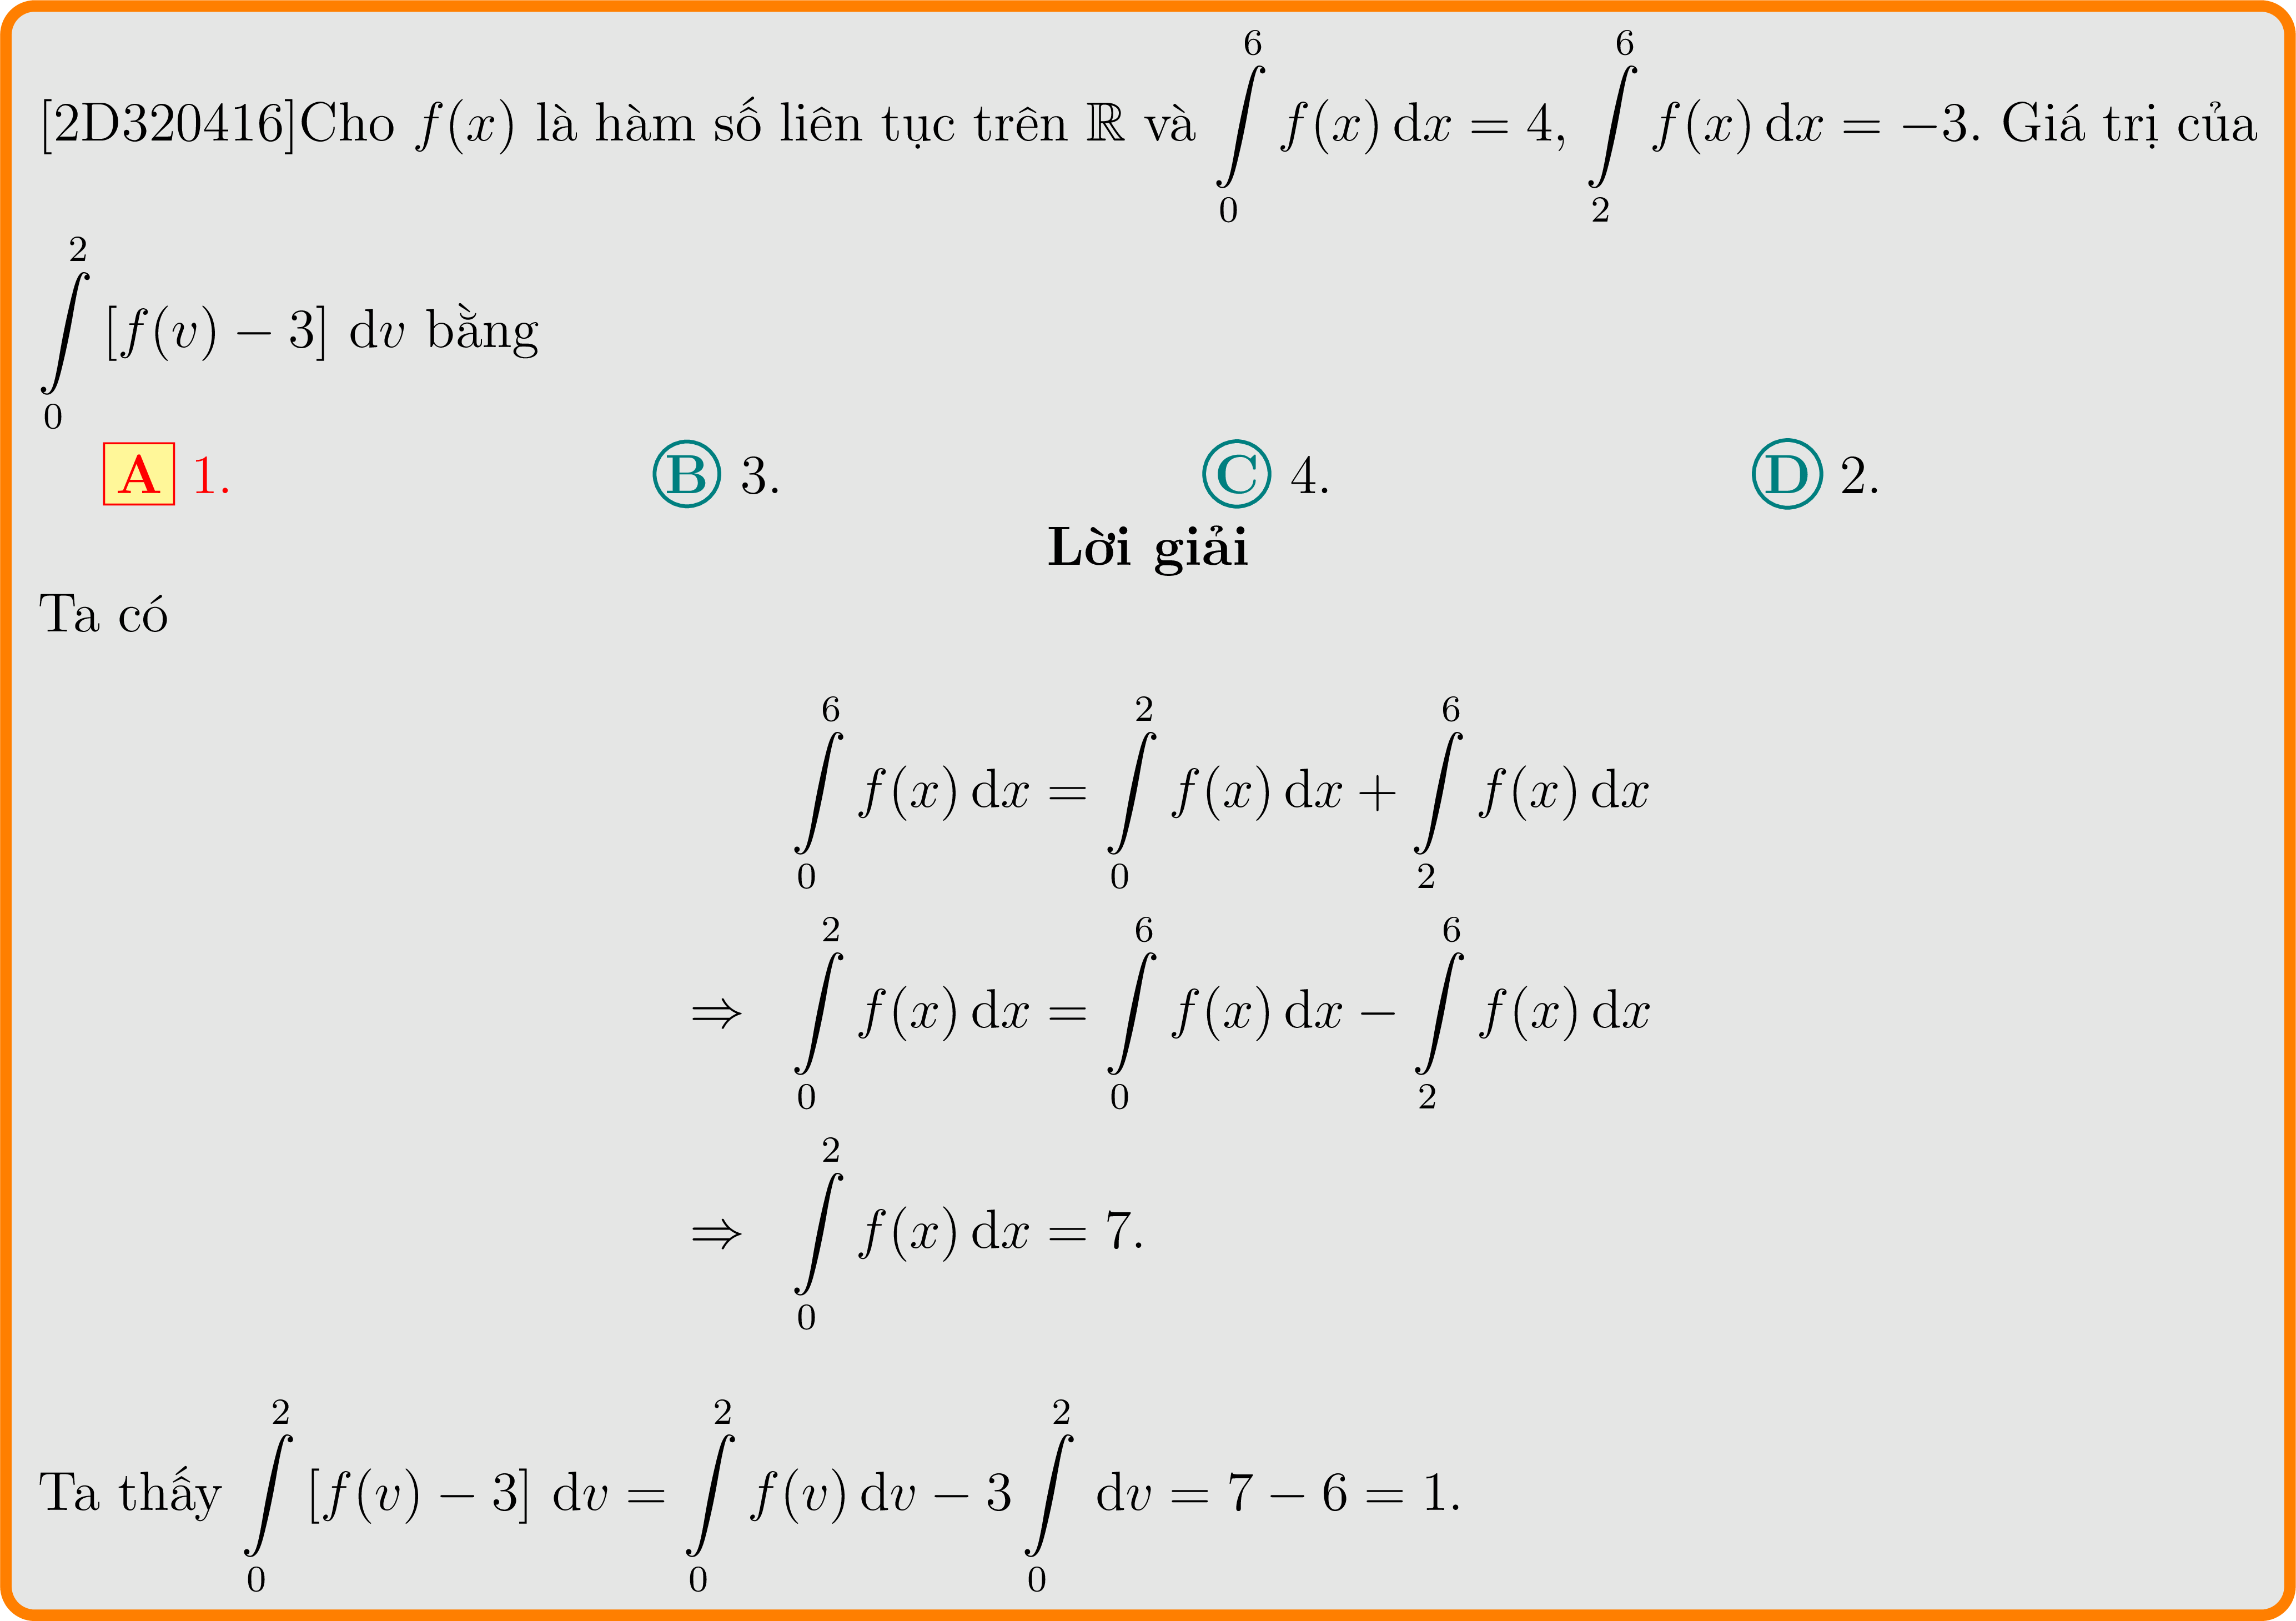 [2D320416]Cho $f(x)$ là hàm số liên tục trên $\mathbb{R}$ và $\int\limits_0^6 f(x)\,\mathrm{d}x = 4$, $\int\limits_2^6 f(x)\,\mathrm{d}x = -3$. Giá trị của
$\int\limits_0^2 [f(v) - 3]\,\mathrm{d}v$ bằng
A 1. B 3. C 4. D 2.
Lời giải
Ta có
$\int\limits_0^6 f(x)\,\mathrm{d}x = \int\limits_0^2 f(x)\,\mathrm{d}x + \int\limits_2^6 f(x)\,\mathrm{d}x$
$\Rightarrow \int\limits_0^2 f(x)\,\mathrm{d}x = \int\limits_0^6 f(x)\,\mathrm{d}x - \int\limits_2^6 f(x)\,\mathrm{d}x$
$\Rightarrow \int\limits_0^2 f(x)\,\mathrm{d}x = 7.$
Ta thấy $\int\limits_0^2 [f(v) - 3]\,\mathrm{d}v = \int\limits_0^2 f(v)\,\mathrm{d}v - 3\int\limits_0^2 \mathrm{d}v = 7 - 6 = 1.$